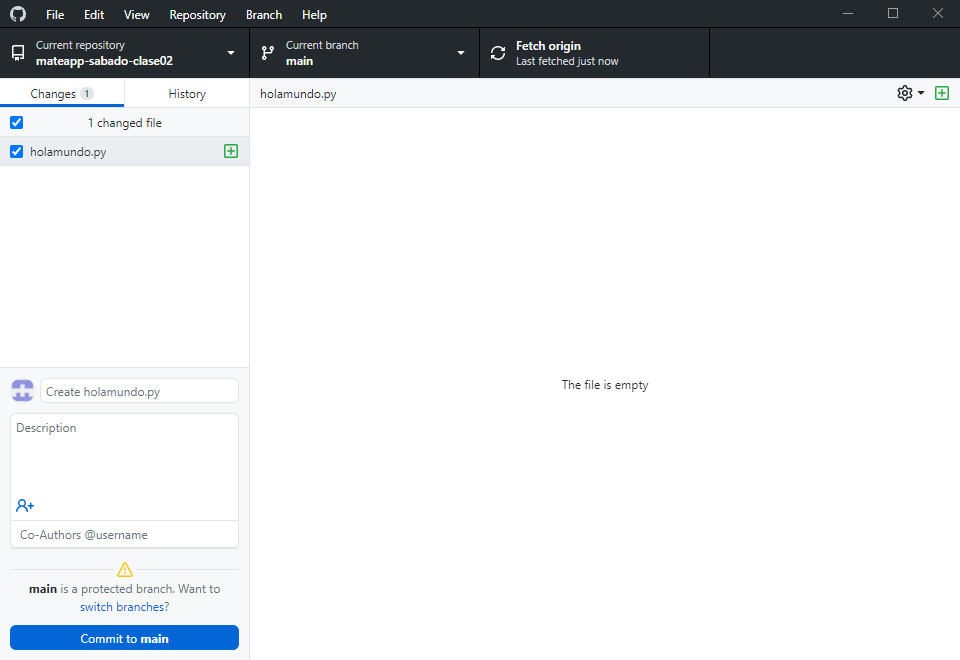 File Edit View Repository Branch Help
Current repository
mateapp-sabado-clase02
Current branch
main
Fetch origin
Last fetched just now
Changes 1 History
holamundo.py
1 changed file
holamundo.py
The file is empty
Create holamundo.py
Description
Co-Authors @username
main is a protected branch. Want to
switch branches?
Commit to main